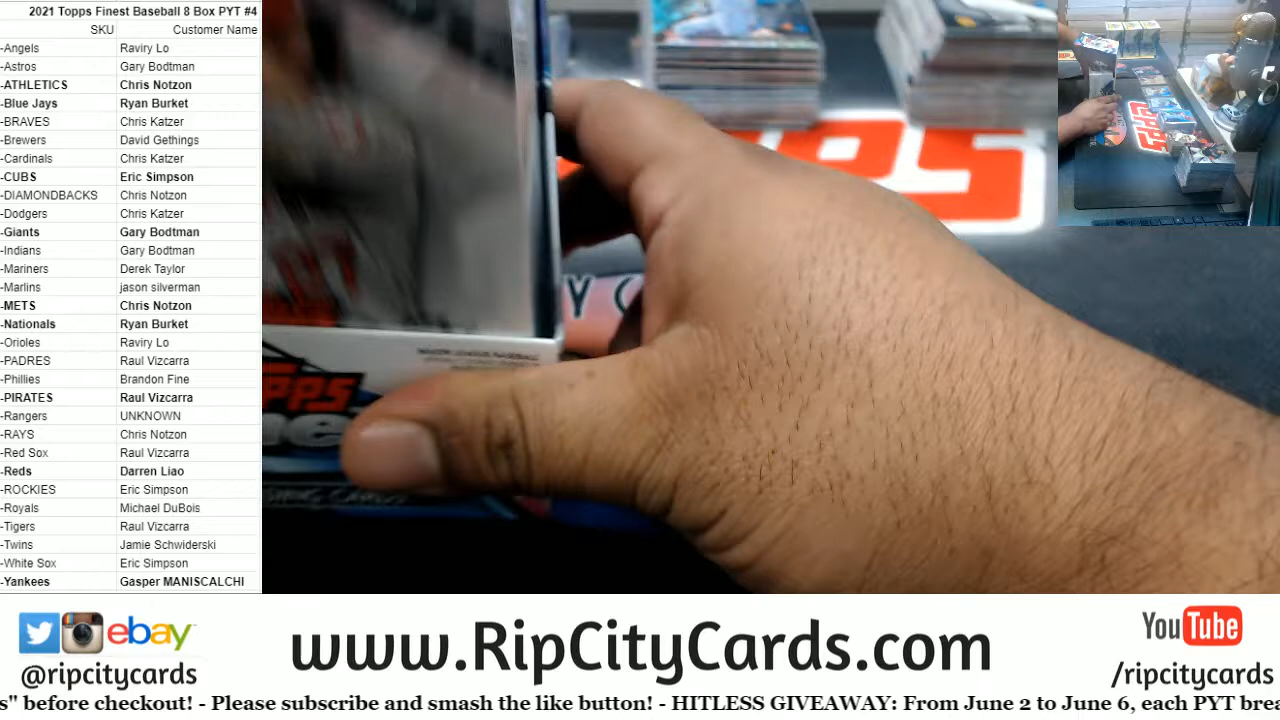 2021 Topps Finest Baseball 8 Box PYT #4
SKU Customer Name
-Angels Raviry Lo
-Astros Gary Bodtman
-ATHLETICS Chris Notzon
-Blue Jays Ryan Burket
-BRAVES Chris Katzer
-Brewers David Gethings
-Cardinals Chris Katzer
-CUBS Eric Simpson
-DIAMONDBACKS Chris Notzon
-Dodgers Chris Katzer
-Giants Gary Bodtman
-Indians Gary Bodtman
-Mariners Derek Taylor
-Marlins jason silverman
-METS Chris Notzon
-Nationals Ryan Burket
-Orioles Raviry Lo
-PADRES Raul Vizcarra
-Phillies Brandon Fine
-PIRATES Raul Vizcarra
-Rangers UNKNOWN
-RAYS Chris Notzon
-Red Sox Raul Vizcarra
-Reds Darren Liao
-ROCKIES Eric Simpson
-Royals Michael DuBois
-Tigers Raul Vizcarra
-Twins Jamie Schwiderski
-White Sox Eric Simpson
-Yankees Gasper MANISCALCHI
ebay
@ripcitycards
www.RipCityCards.com
YouTube
/ripcitycards
s" before checkout! - Please subscribe and smash the like button! - HITLESS GIVEAWAY: From June 2 to June 6, each PYT brea